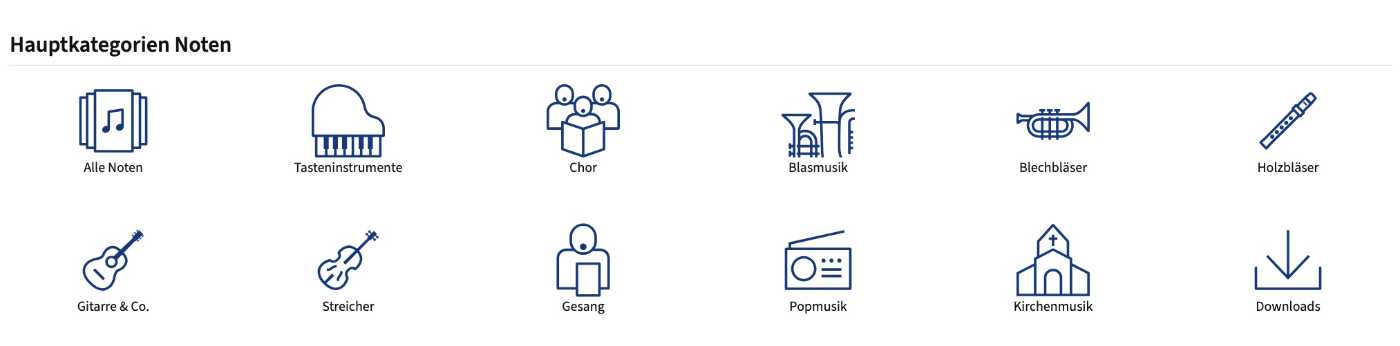 Hauptkategorien Noten
Alle Noten
Tasteninstrumente
Chor
Blasmusik
Blechbläser
Holzbläser
Gitarre & Co.
Streicher
Gesang
Popmusik
Kirchenmusik
Downloads